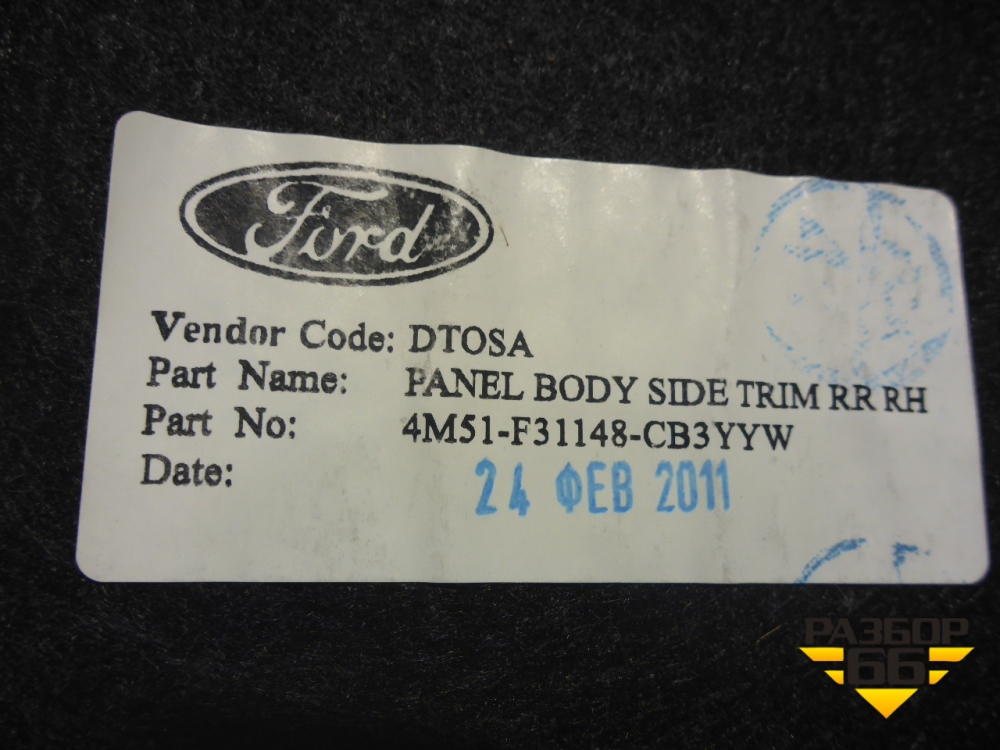 Ford
Vendor Code: DTOSA
Part Name: PANEL BODY SIDE TRIM RR RH
Part No: 4M51-F31148-CB3YYW
Date: 24 ФЕВ 2011
РАЗБОР
66